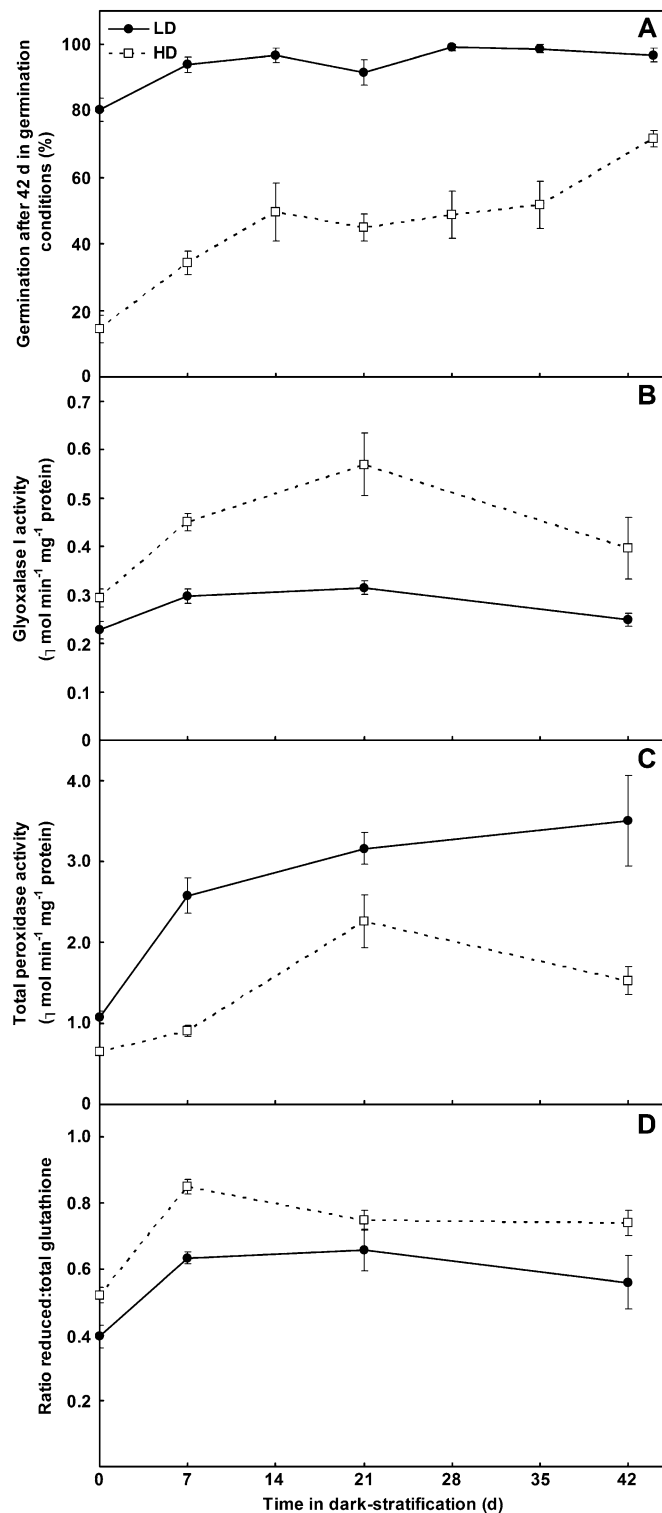 LD
HD
A
100
80
60
40
20
0
Germination after 42 d in germination
conditions (%)
B
0.7
0.6
0.5
0.4
0.3
0.2
0.1
0
Glyoxalase I activity
(η mol min⁻¹ mg⁻¹ protein)
C
4.0
3.0
2.0
1.0
0
Total peroxidase activity
(η mol min⁻¹ mg⁻¹ protein)
D
1.0
0.8
0.6
0.4
0.2
Ratio reduced:total glutathione
0 7 14 21 28 35 42
Time in dark-stratification (d)